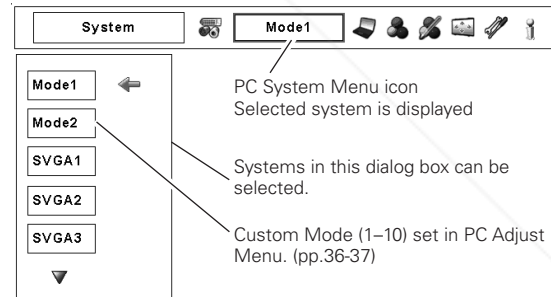 System
Mode1
Mode1
Mode2
SVGA1
SVGA2
SVGA3
PC System Menu icon
Selected system is displayed
Systems in this dialog box can be
selected.
Custom Mode (1–10) set in PC Adjust
Menu. (pp.36-37)